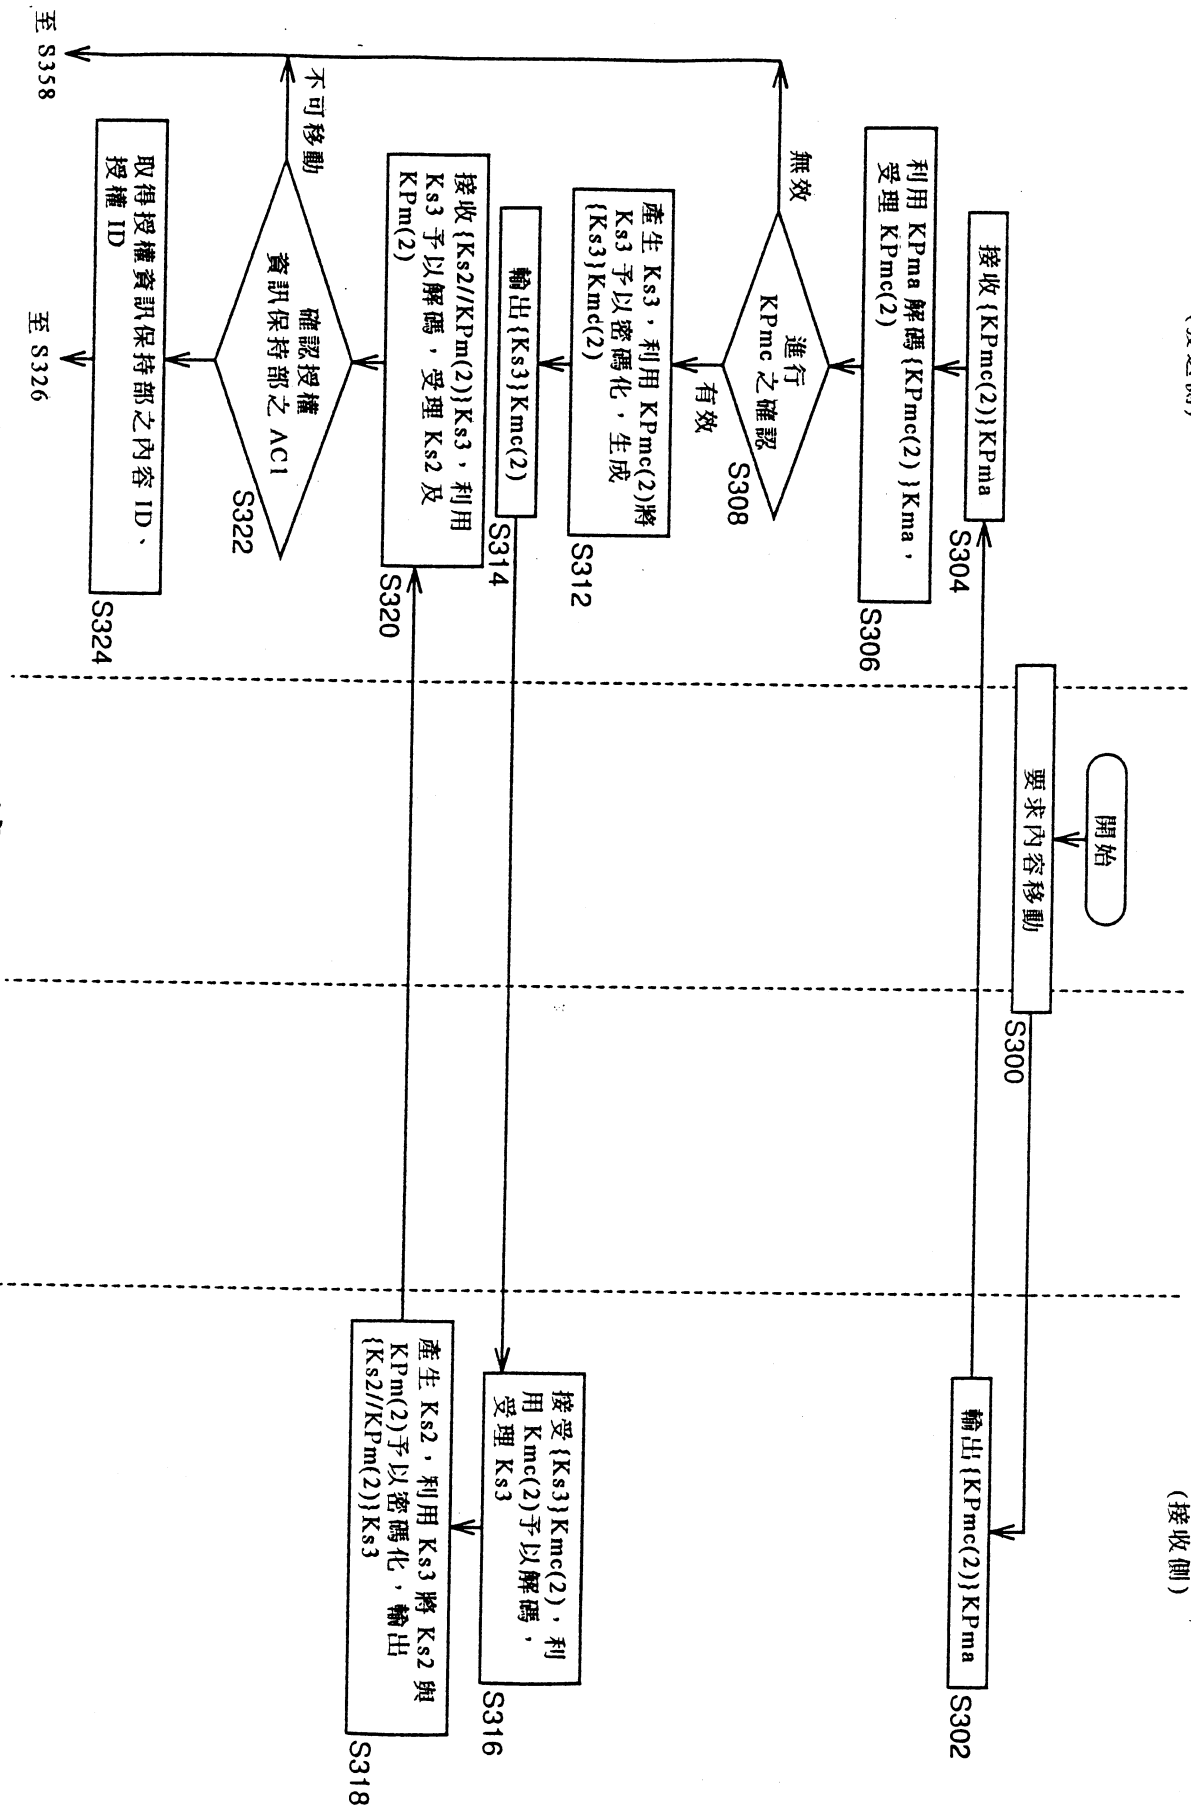 (接收側)
開始
要求內容移動
S300
輸出{KPmc(2)}KPma
S302
接收{KPmc(2)}KPma
S304
利用 KPma 解碼{KPmc(2)}Kma，
受理 KPmc(2)
S306
進行
KPmc 之確認
S308
無效
有效
產生 Ks3，利用 KPmc(2)將
Ks3 予以密碼化，生成
{Ks3}Kmc(2)
S312
輸出{Ks3}Kmc(2)
S314
接受{Ks3}Kmc(2)，利
用 Kmc(2)予以解碼，
受理 Ks3
S316
產生 Ks2，利用 Ks3 將 Ks2 與
KPm(2)予以密碼化，輸出
{Ks2//KPm(2)}Ks3
S318
接收{Ks2//KPm(2)}Ks3，利用
Ks3 予以解碼，受理 Ks2 及
KPm(2)
S320
確認授權
資訊保持部之 AC1
S322
不可移動
取得授權資訊保持部之內容 ID、
授權 ID
S324
至 S358
至 S326